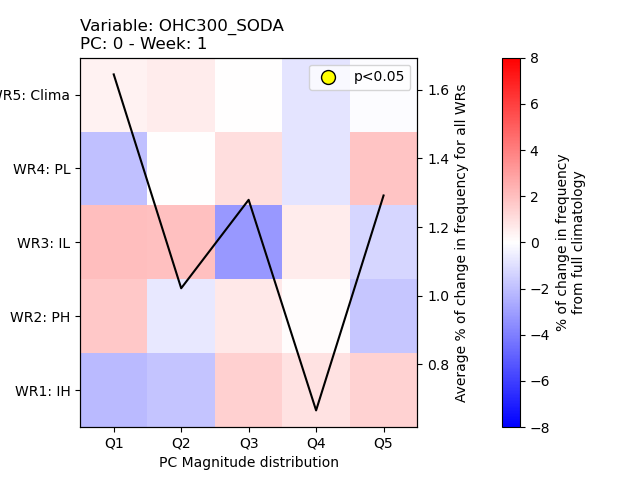 Variable: OHC300_SODA
PC: 0 - Week: 1
p<0.05
WR5: Clima
WR4: PL
WR3: IL
WR2: PH
WR1: IH
Q1 Q2 Q3 Q4 Q5
PC Magnitude distribution
1.6
1.4
1.2
1.0
0.8
Average % of change in frequency for all WRs
8
6
4
2
0
−2
−4
−6
−8
% of change in frequency
from full climatology